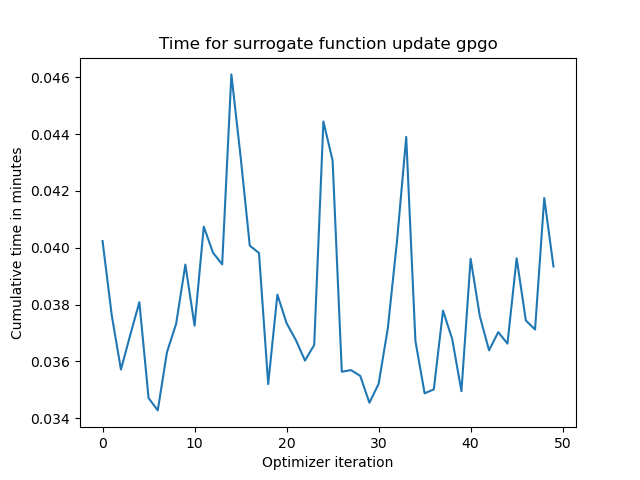 Time for surrogate function update gpgo
Cumulative time in minutes
0.046
0.044
0.042
0.040
0.038
0.036
0.034
0 10 20 30 40 50
Optimizer iteration